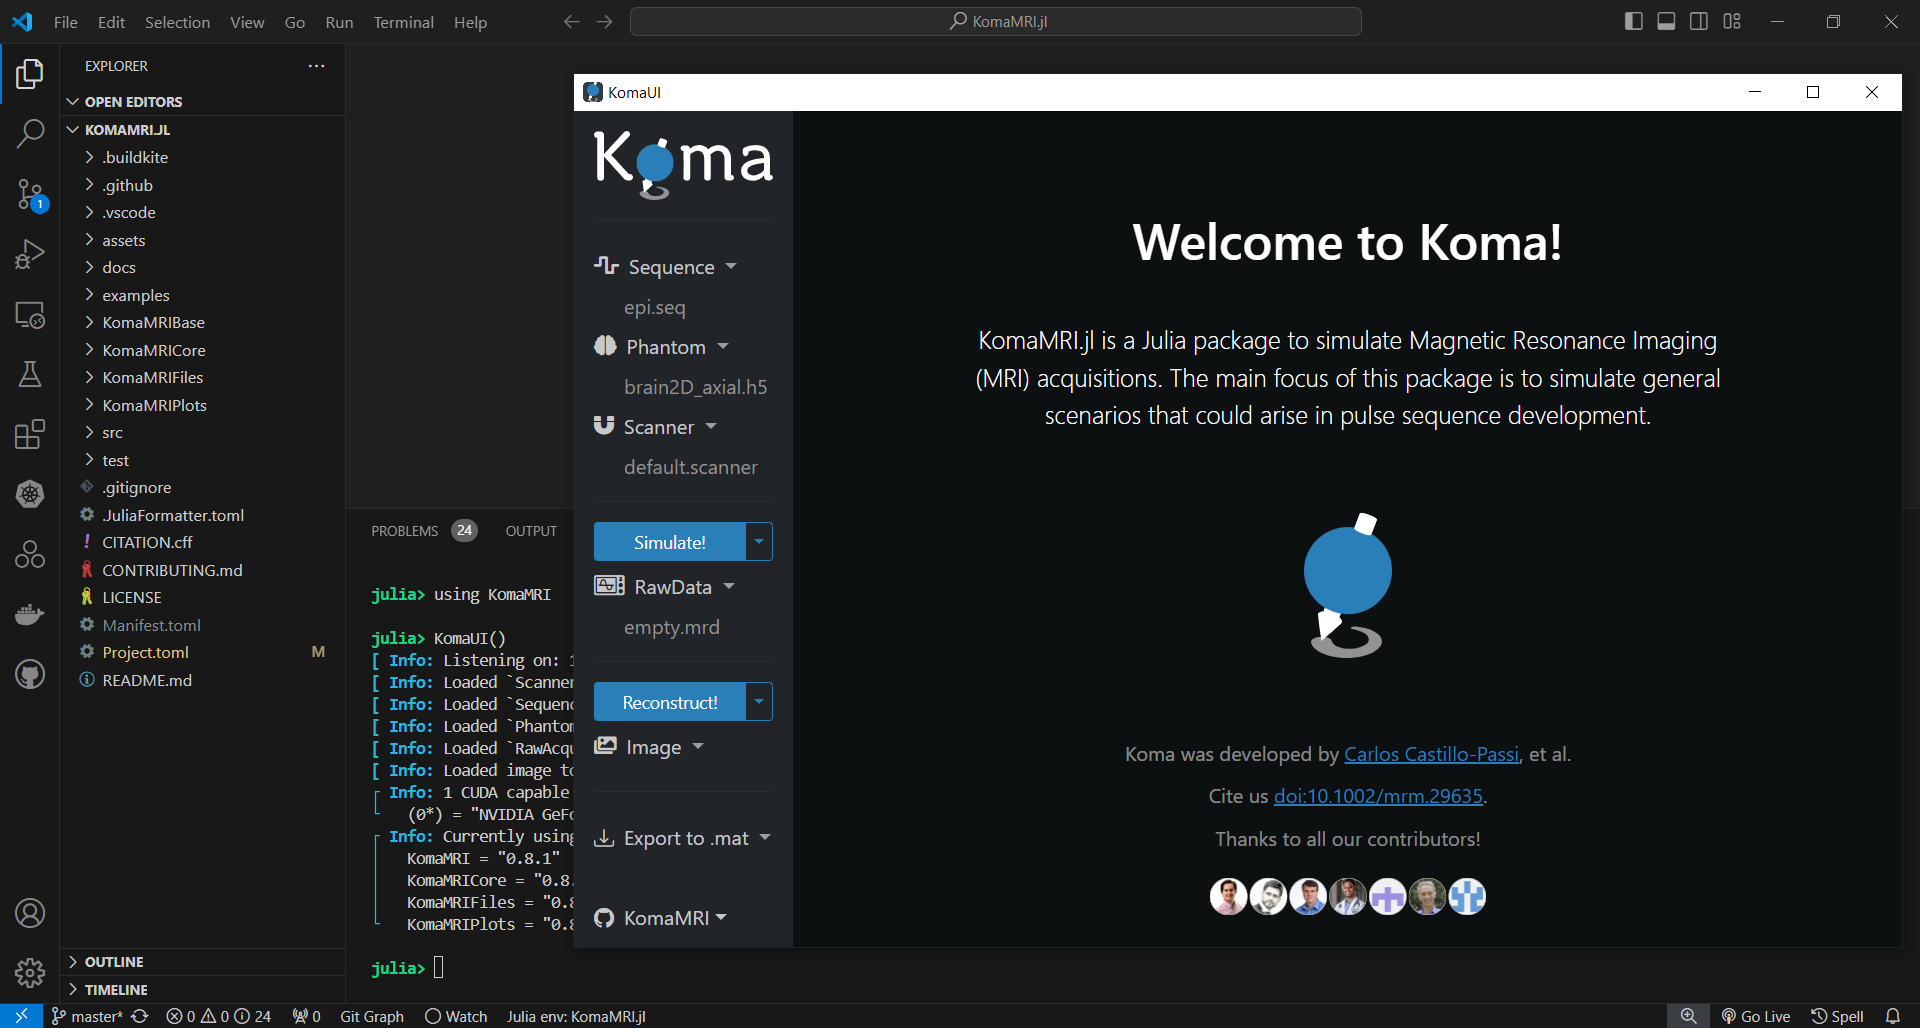 File Edit Selection View Go Run Terminal Help
KomaMRI.jl
EXPLORER
OPEN EDITORS
KOMAMRI.JL
.buildkite
.github
.vscode
assets
docs
examples
KomaMRIBase
KomaMRICore
KomaMRIFiles
KomaMRIPlots
src
test
.gitignore
.JuliaFormatter.toml
CITATION.cff
CONTRIBUTING.md
LICENSE
Manifest.toml
Project.toml M
README.md
OUTLINE
TIMELINE
1
PROBLEMS 24 OUTPUT
julia> using KomaMRI
julia> KomaUI()
[ Info: Listening on: 1
[ Info: Loaded `Scanner
[ Info: Loaded `Sequenc
[ Info: Loaded `Phantom
[ Info: Loaded `RawAcqu
[ Info: Loaded image to
Info: 1 CUDA capable
(0*) = "NVIDIA GeFo
Info: Currently using
KomaMRI = "0.8.1"
KomaMRICore = "0.8.
KomaMRIFiles = "0.8
KomaMRIPlots = "0.8
julia>
KomaUI
Koma
Sequence
epi.seq
Phantom
brain2D_axial.h5
Scanner
default.scanner
Simulate!
RawData
empty.mrd
Reconstruct!
Image
Export to .mat
KomaMRI
Welcome to Koma!
KomaMRI.jl is a Julia package to simulate Magnetic Resonance Imaging
(MRI) acquisitions. The main focus of this package is to simulate general
scenarios that could arise in pulse sequence development.
Koma was developed by Carlos Castillo-Passi, et al.
Cite us doi:10.1002/mrm.29635.
Thanks to all our contributors!
master* 0 0 24 0 Git Graph Watch Julia env: KomaMRI.jl Go Live Spell